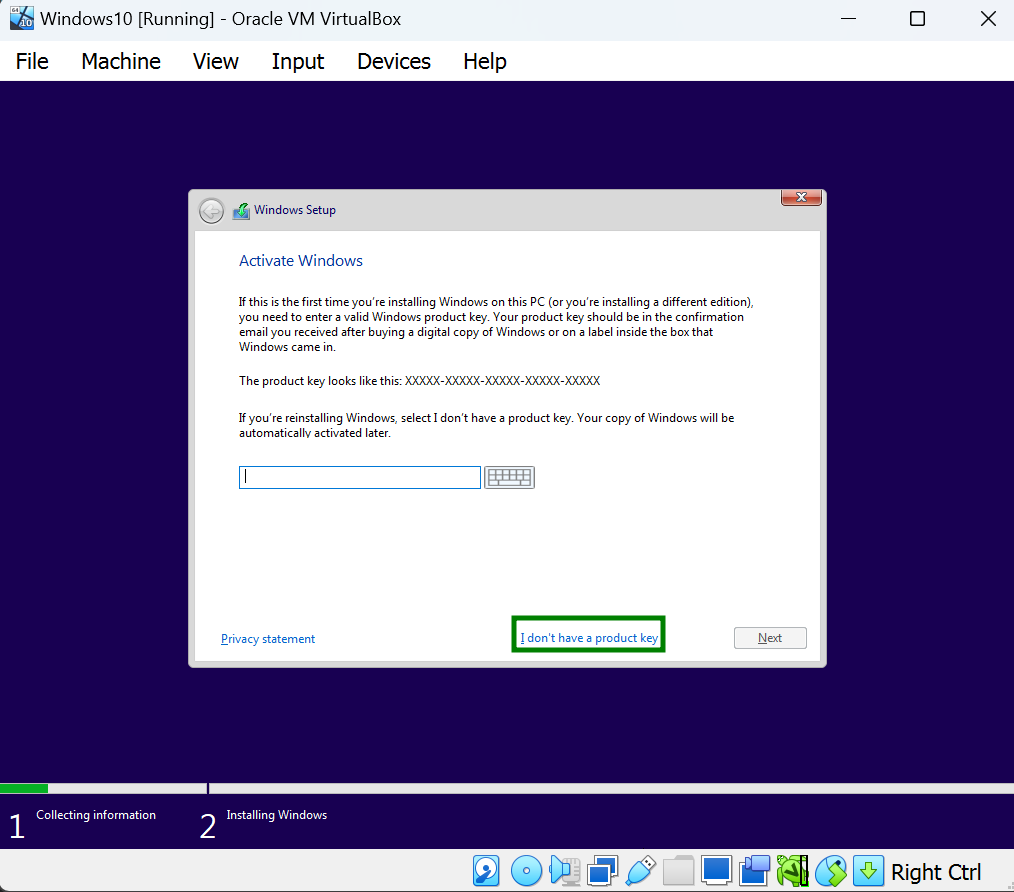 Windows10 [Running] - Oracle VM VirtualBox
File Machine View Input Devices Help
Windows Setup
Activate Windows
If this is the first time you're installing Windows on this PC (or you're installing a different edition),
you need to enter a valid Windows product key. Your product key should be in the confirmation
email you received after buying a digital copy of Windows or on a label inside the box that
Windows came in.
The product key looks like this: XXXXX-XXXXX-XXXXX-XXXXX-XXXXX
If you're reinstalling Windows, select I don't have a product key. Your copy of Windows will be
automatically activated later.
Privacy statement
I don't have a product key
Next
1 Collecting information
2 Installing Windows
Right Ctrl